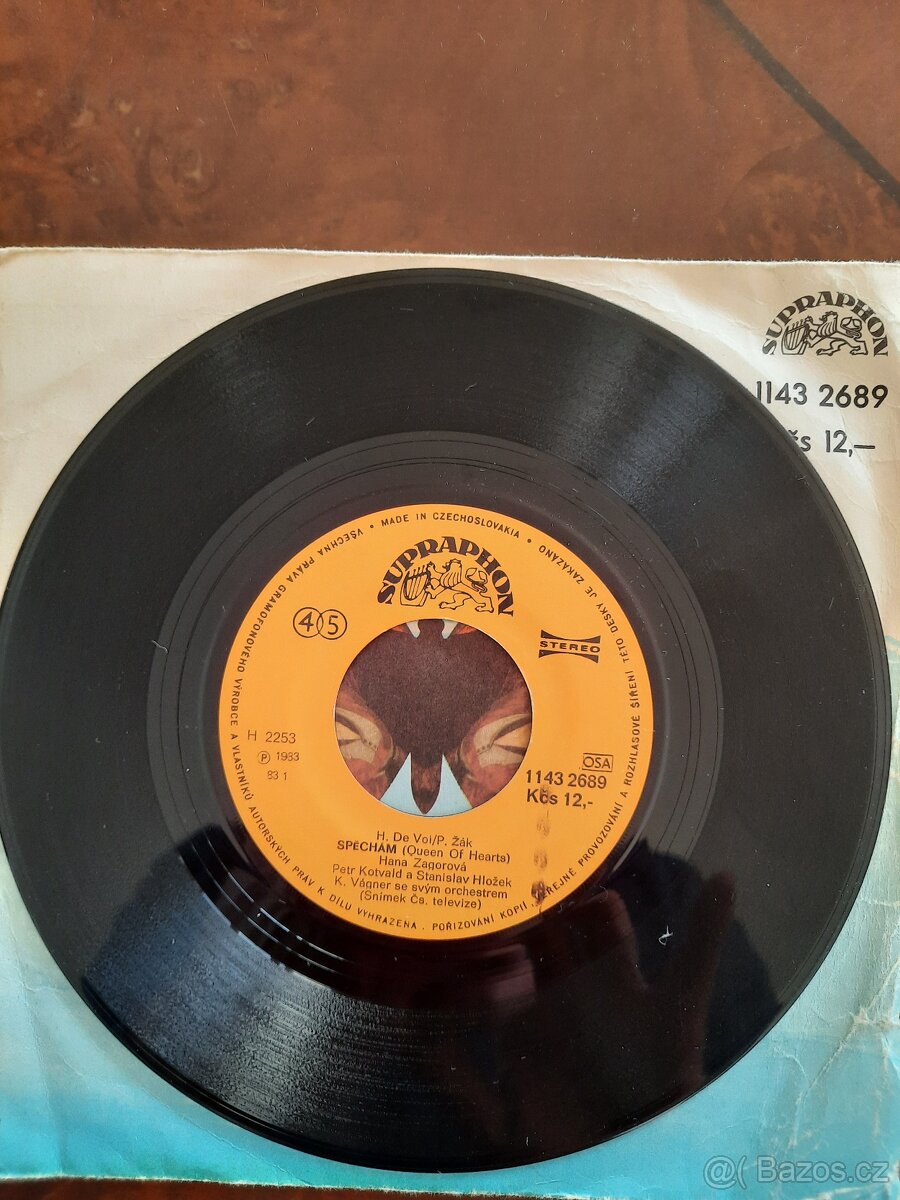 SUPRAPHON
1143 2689
čs 12,—
MADE IN CZECHOSLOVAKIA • VŠECHNA PRÁVA GRAMOFONOVÉHO VÝROBCE A VLASTNÍKŮ AUTORSKÝCH PRÁV K DÍLU VYHRAZENA . POŘIZOVÁNÍ KOPIÍ, VEŘEJNÉ PROVOZOVÁNÍ A ROZHLASOVÉ ŠÍŘENÍ TÉTO DESKY JE ZAKÁZÁNO •
SUPRAPHON
45
STEREO
H 2253
Ⓟ 1983
83 1
OSA
1143 2689
Kčs 12,-
H. De Voi/P. Žák
SPĚCHÁM (Queen Of Hearts)
Hana Zagorová
Petr Kotvald a Stanislav Hložek
K. Vágner se svým orchestrem
(Snímek Čs. televize)
@ Bazos.cz